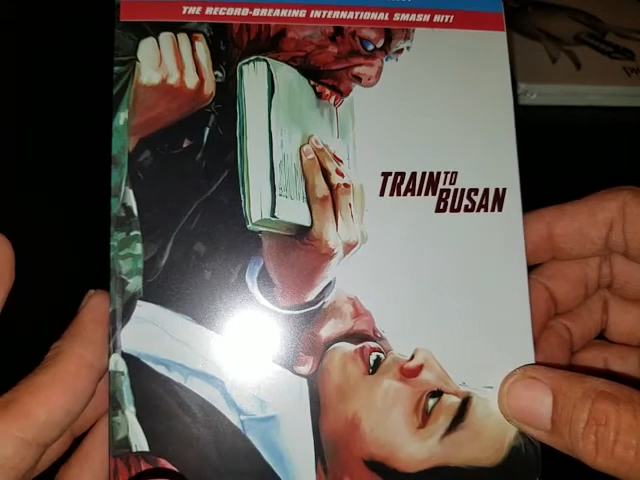 THE RECORD-BREAKING INTERNATIONAL SMASH HIT!
TRAIN TO
BUSAN